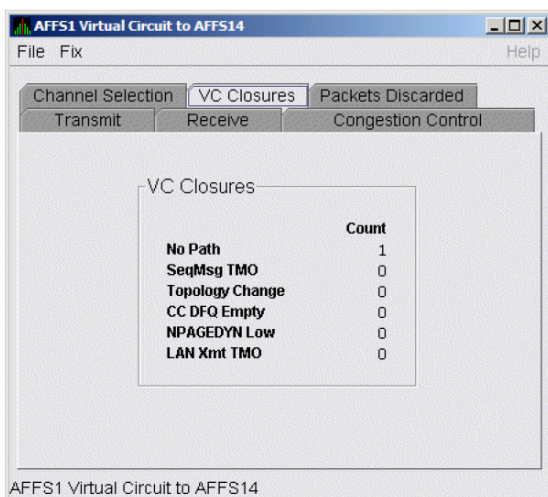 AFFS1 Virtual Circuit to AFFS14
File Fix Help
Channel Selection VC Closures Packets Discarded
Transmit Receive Congestion Control
VC Closures
Count
No Path 1
SeqMsg TMO 0
Topology Change 0
CC DFQ Empty 0
NPAGEDYN Low 0
LAN Xmt TMO 0
AFFS1 Virtual Circuit to AFFS14